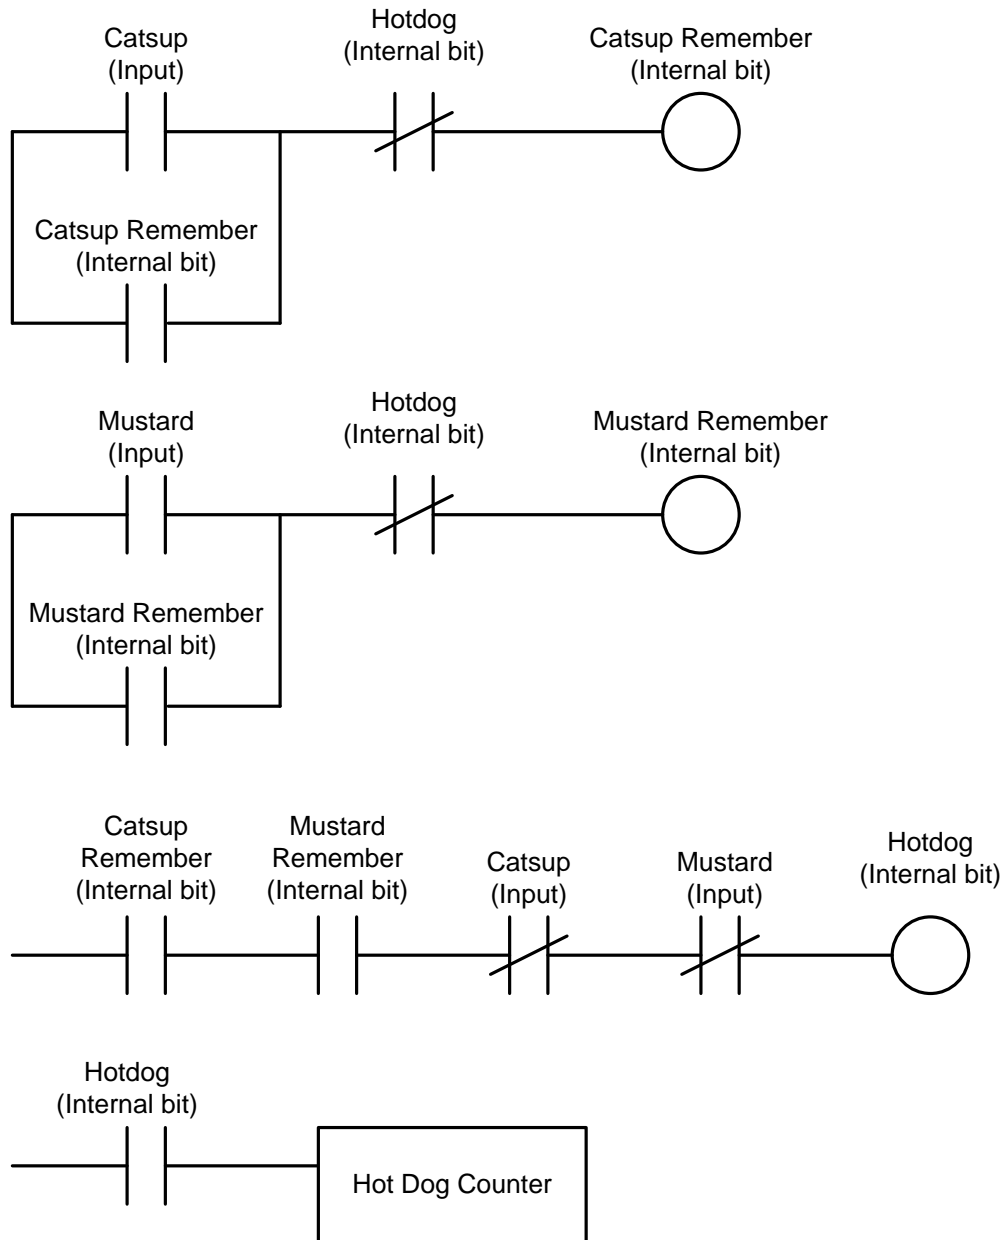 Catsup
(Input)
Hotdog
(Internal bit)
Catsup Remember
(Internal bit)
Catsup Remember
(Internal bit)
Mustard
(Input)
Hotdog
(Internal bit)
Mustard Remember
(Internal bit)
Mustard Remember
(Internal bit)
Catsup
Remember
(Internal bit)
Mustard
Remember
(Internal bit)
Catsup
(Input)
Mustard
(Input)
Hotdog
(Internal bit)
Hotdog
(Internal bit)
Hot Dog Counter